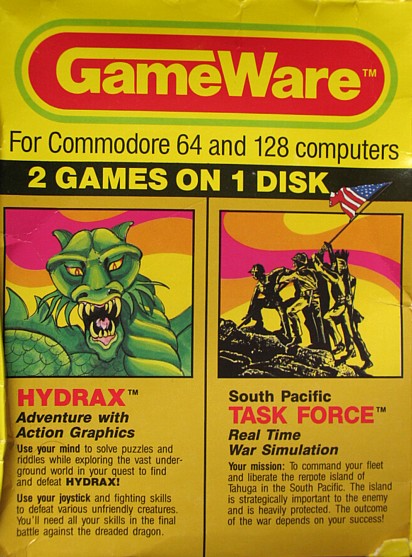 GameWare™
For Commodore 64 and 128 computers
2 GAMES ON 1 DISK
HYDRAX™
Adventure with
Action Graphics
Use your mind to solve puzzles and
riddles while exploring the vast under-
ground world in your quest to find
and defeat HYDRAX!
Use your joystick and fighting skills
to defeat various unfriendly creatures.
You'll need all your skills in the final
battle against the dreaded dragon.
South Pacific
TASK FORCE™
Real Time
War Simulation
Your mission: To command your fleet
and liberate the remote island of
Tahuga in the South Pacific. The island
is strategically important to the enemy
and is heavily protected. The outcome
of the war depends on your success!